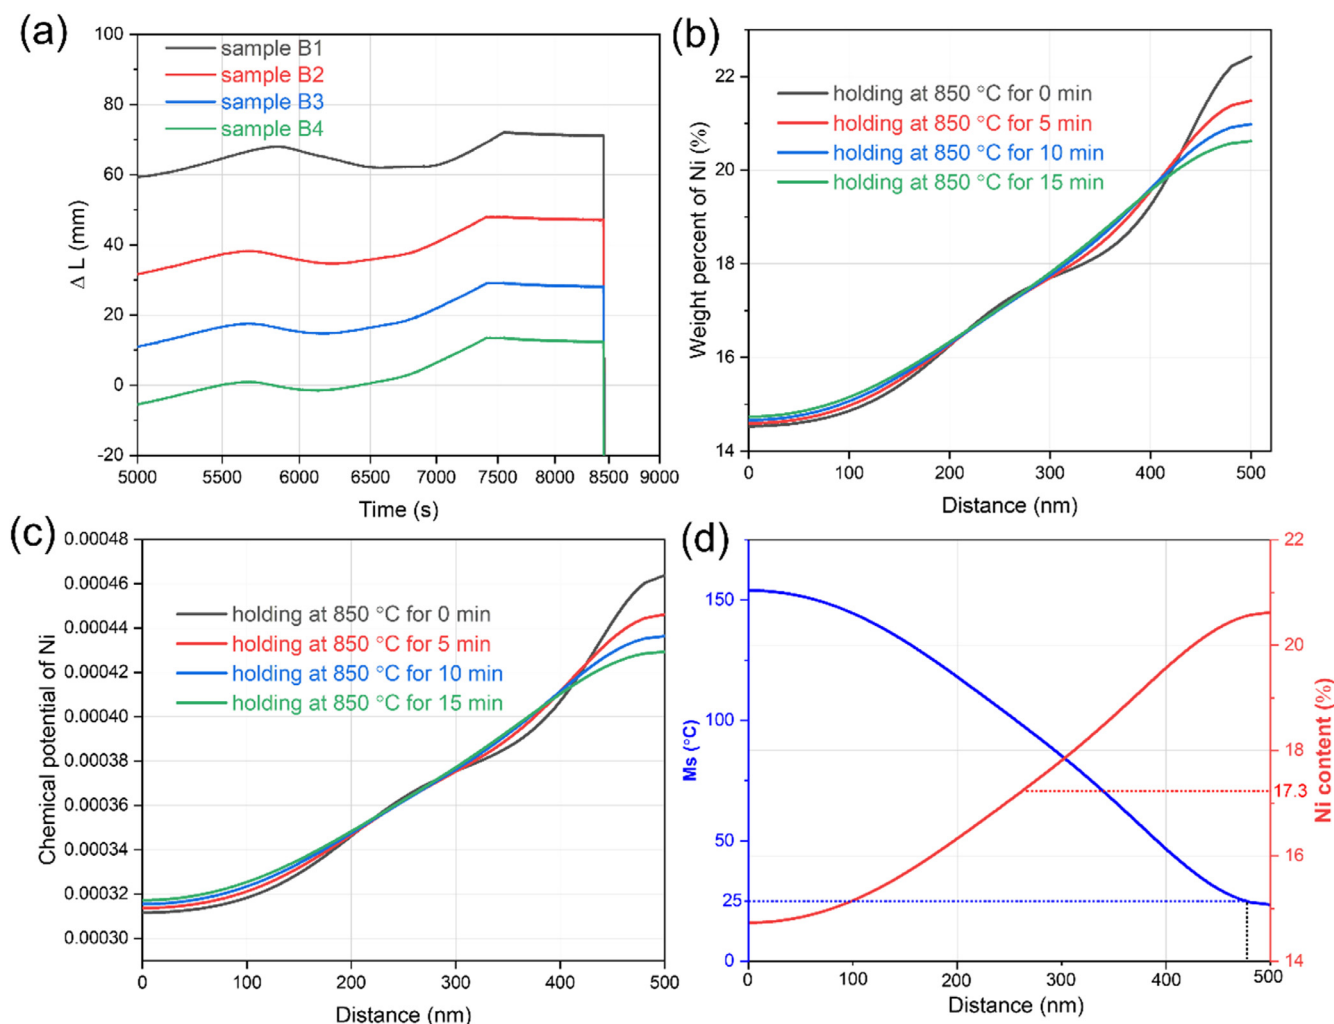 (a)
100
80
60
40
20
0
-20
Δ L (mm)
sample B1
sample B2
sample B3
sample B4
5000 5500 6000 6500 7000 7500 8000 8500 9000
Time (s)
(b)
22
20
18
16
14
Weight percent of Ni (%)
holding at 850 °C for 0 min
holding at 850 °C for 5 min
holding at 850 °C for 10 min
holding at 850 °C for 15 min
0 100 200 300 400 500
Distance (nm)
(c)
0.00048
0.00046
0.00044
0.00042
0.00040
0.00038
0.00036
0.00034
0.00032
0.00030
Chemical potential of Ni
holding at 850 °C for 0 min
holding at 850 °C for 5 min
holding at 850 °C for 10 min
holding at 850 °C for 15 min
0 100 200 300 400 500
Distance (nm)
(d)
150
100
50
25
0
Ms (°C)
22
20
18
17.3
16
14
Ni content (%)
0 100 200 300 400 500
Distance (nm)